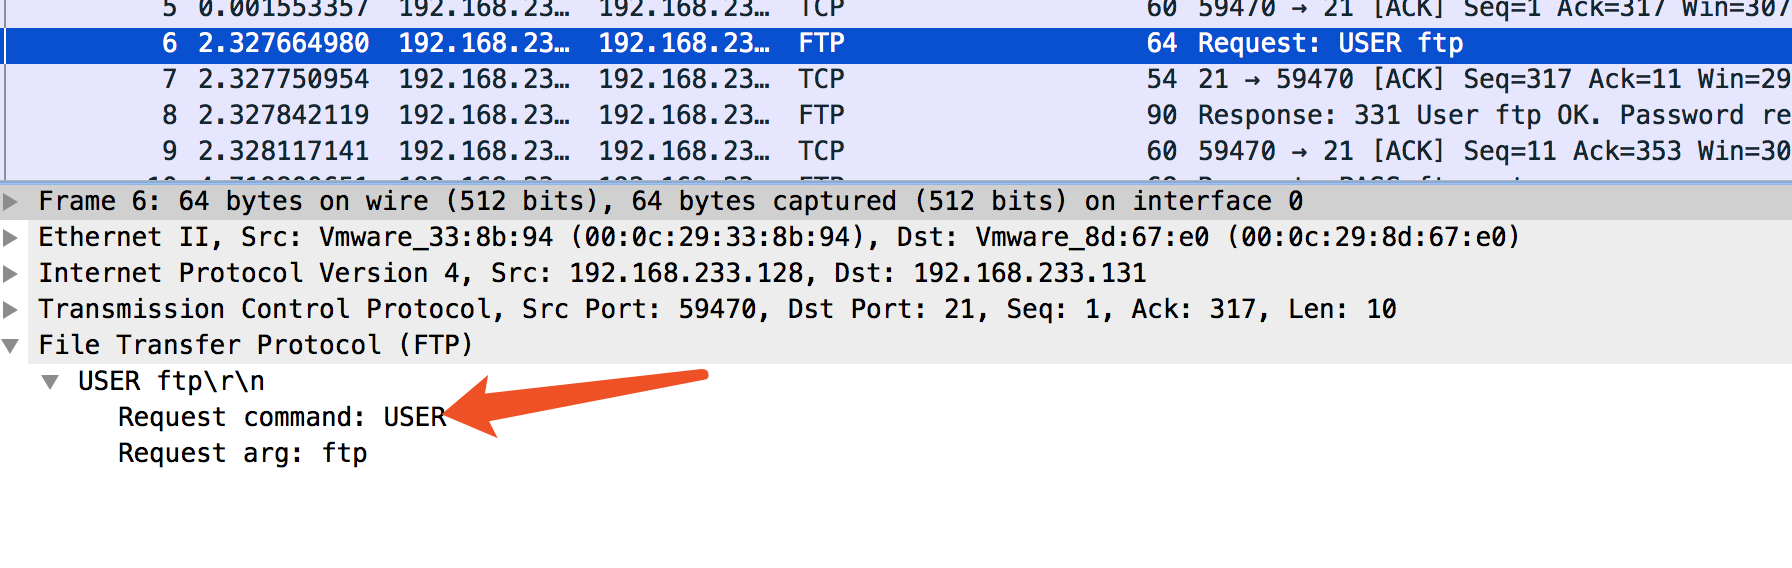 5 0.001553357 192.168.23… 192.168.23… TCP 60 59470 → 21 [ACK] Seq=1 Ack=317 Win=307
6 2.327664980 192.168.23… 192.168.23… FTP 64 Request: USER ftp
7 2.327750954 192.168.23… 192.168.23… TCP 54 21 → 59470 [ACK] Seq=317 Ack=11 Win=29
8 2.327842119 192.168.23… 192.168.23… FTP 90 Response: 331 User ftp OK. Password re
9 2.328117141 192.168.23… 192.168.23… TCP 60 59470 → 21 [ACK] Seq=11 Ack=353 Win=30
Frame 6: 64 bytes on wire (512 bits), 64 bytes captured (512 bits) on interface 0
Ethernet II, Src: Vmware_33:8b:94 (00:0c:29:33:8b:94), Dst: Vmware_8d:67:e0 (00:0c:29:8d:67:e0)
Internet Protocol Version 4, Src: 192.168.233.128, Dst: 192.168.233.131
Transmission Control Protocol, Src Port: 59470, Dst Port: 21, Seq: 1, Ack: 317, Len: 10
File Transfer Protocol (FTP)
USER ftp\r\n
Request command: USER
Request arg: ftp